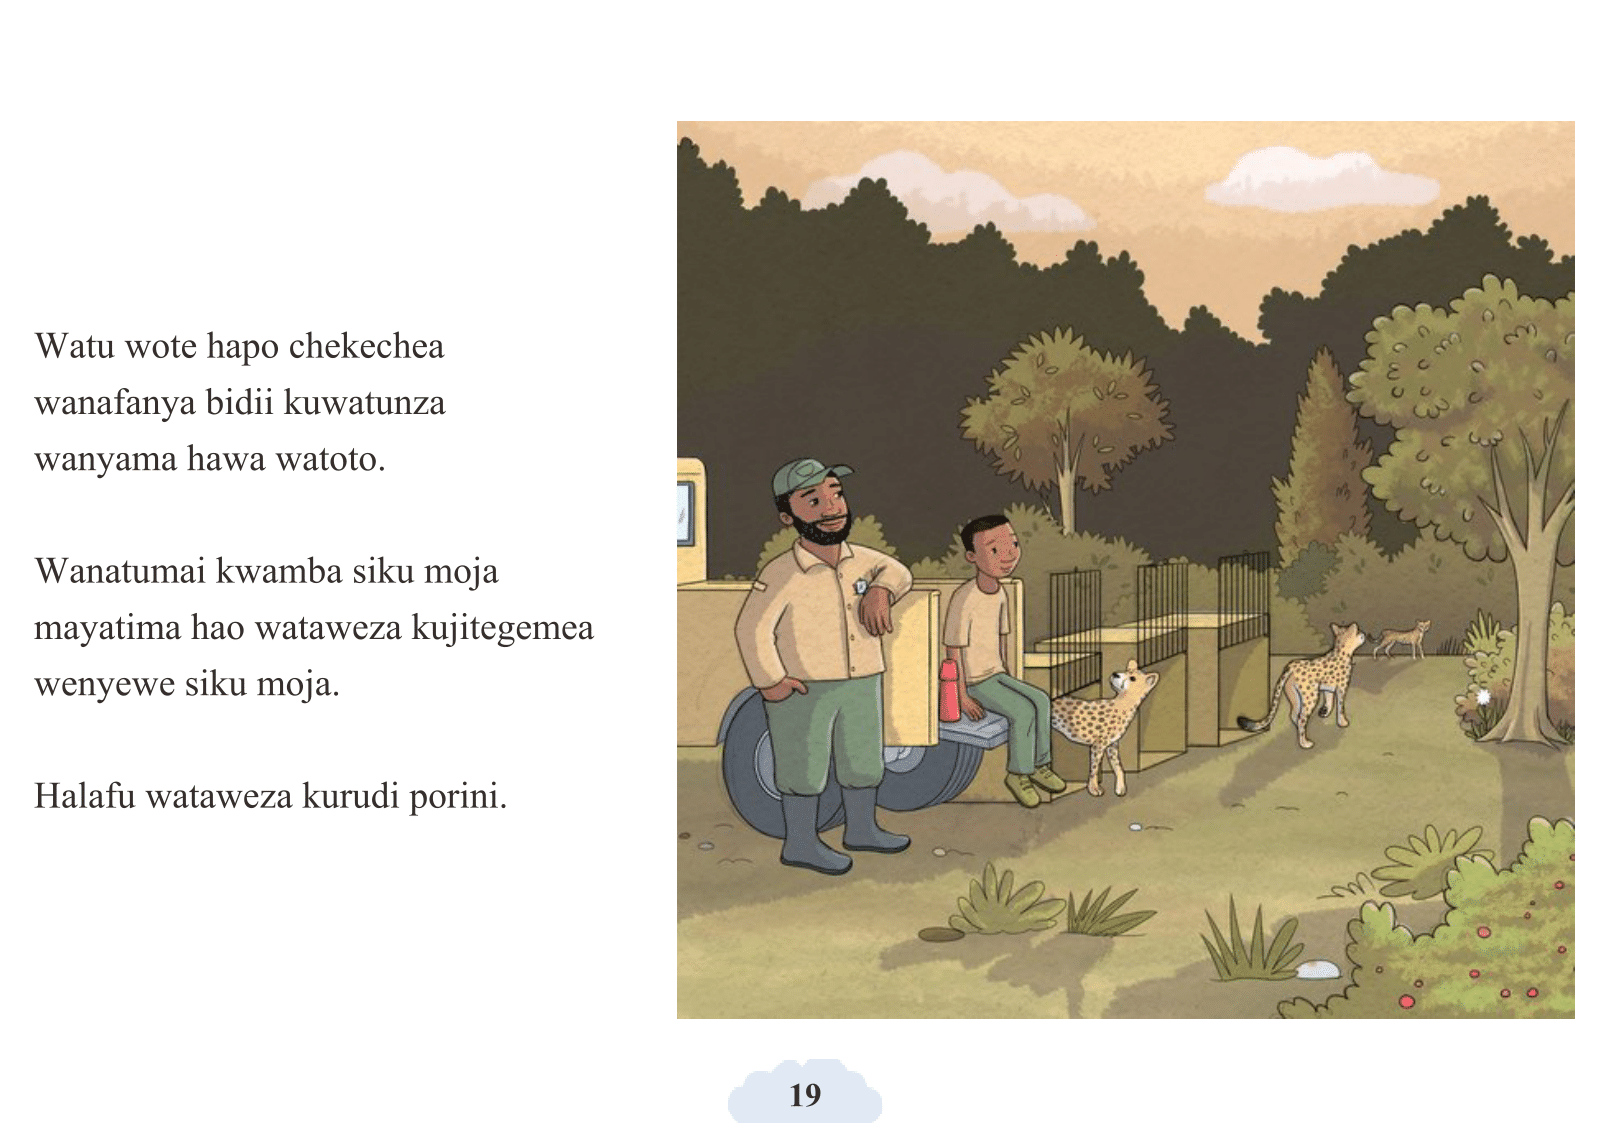 Watu wote hapo chekechea
wanafanya bidii kuwatunza
wanyama hawa watoto.
Wanatumai kwamba siku moja
mayatima hao wataweza kujitegemea
wenyewe siku moja.
Halafu wataweza kurudi porini.
19